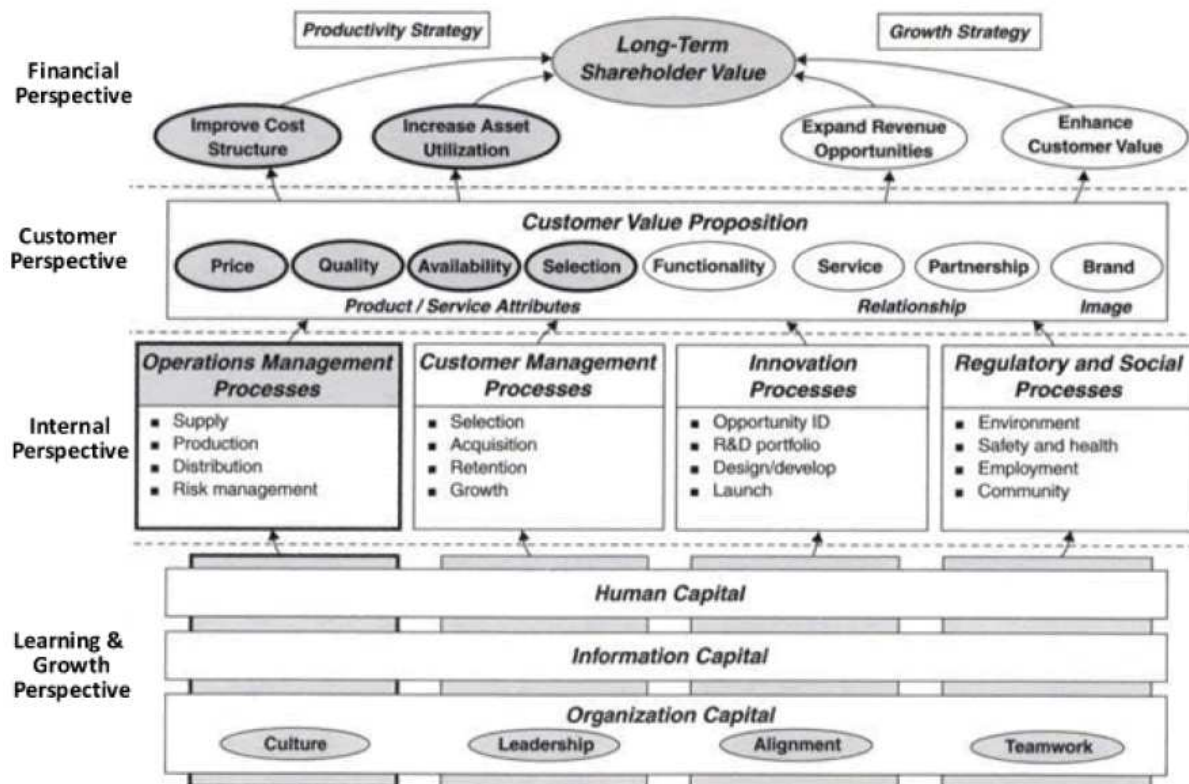 Productivity Strategy
Long-Term
Shareholder Value
Growth Strategy
Financial
Perspective
Improve Cost
Structure
Increase Asset
Utilization
Expand Revenue
Opportunities
Enhance
Customer Value
Customer
Perspective
Customer Value Proposition
Price
Quality
Availability
Selection
Functionality
Service
Partnership
Brand
Product / Service Attributes
Relationship
Image
Internal
Perspective
Operations Management
Processes
▪ Supply
▪ Production
▪ Distribution
▪ Risk management
Customer Management
Processes
▪ Selection
▪ Acquisition
▪ Retention
▪ Growth
Innovation
Processes
▪ Opportunity ID
▪ R&D portfolio
▪ Design/develop
▪ Launch
Regulatory and Social
Processes
▪ Environment
▪ Safety and health
▪ Employment
▪ Community
Learning &
Growth
Perspective
Human Capital
Information Capital
Organization Capital
Culture
Leadership
Alignment
Teamwork